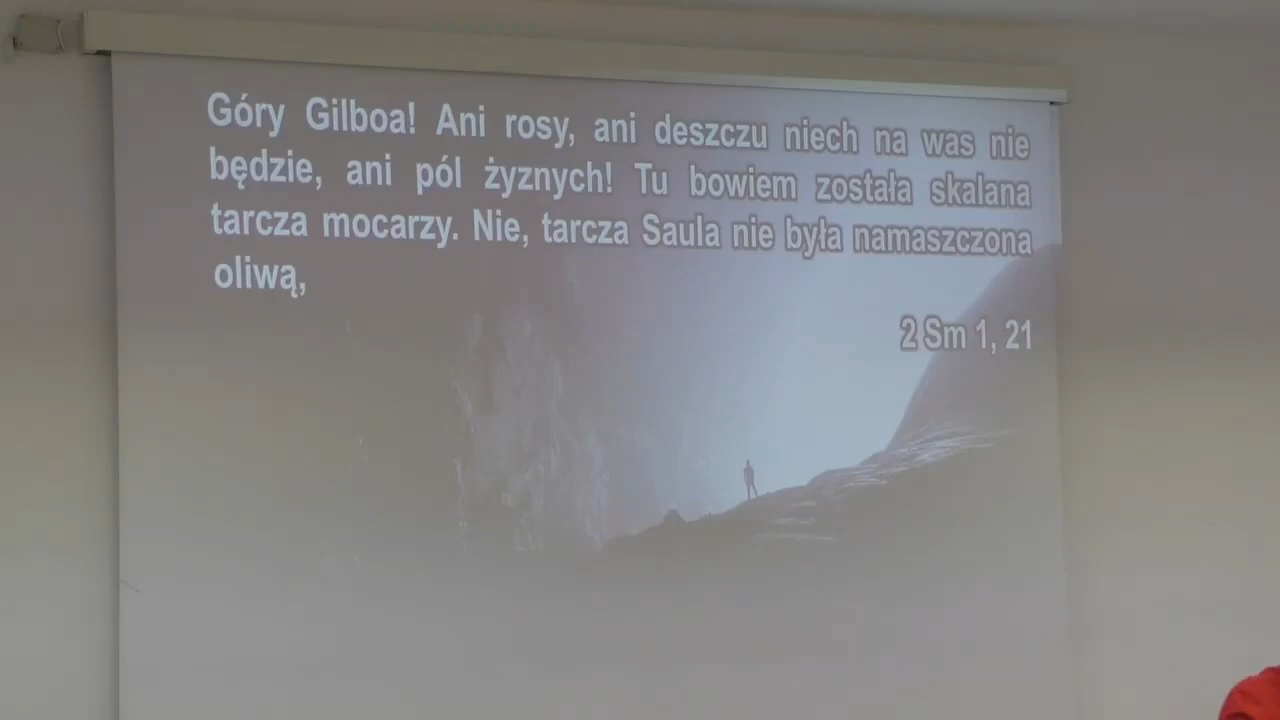 Góry Gilboa! Ani rosy, ani deszczu niech na was nie
będzie, ani pól żyznych! Tu bowiem została skalana
tarcza mocarzy. Nie, tarcza Saula nie była namaszczona
oliwą,
2 Sm 1, 21